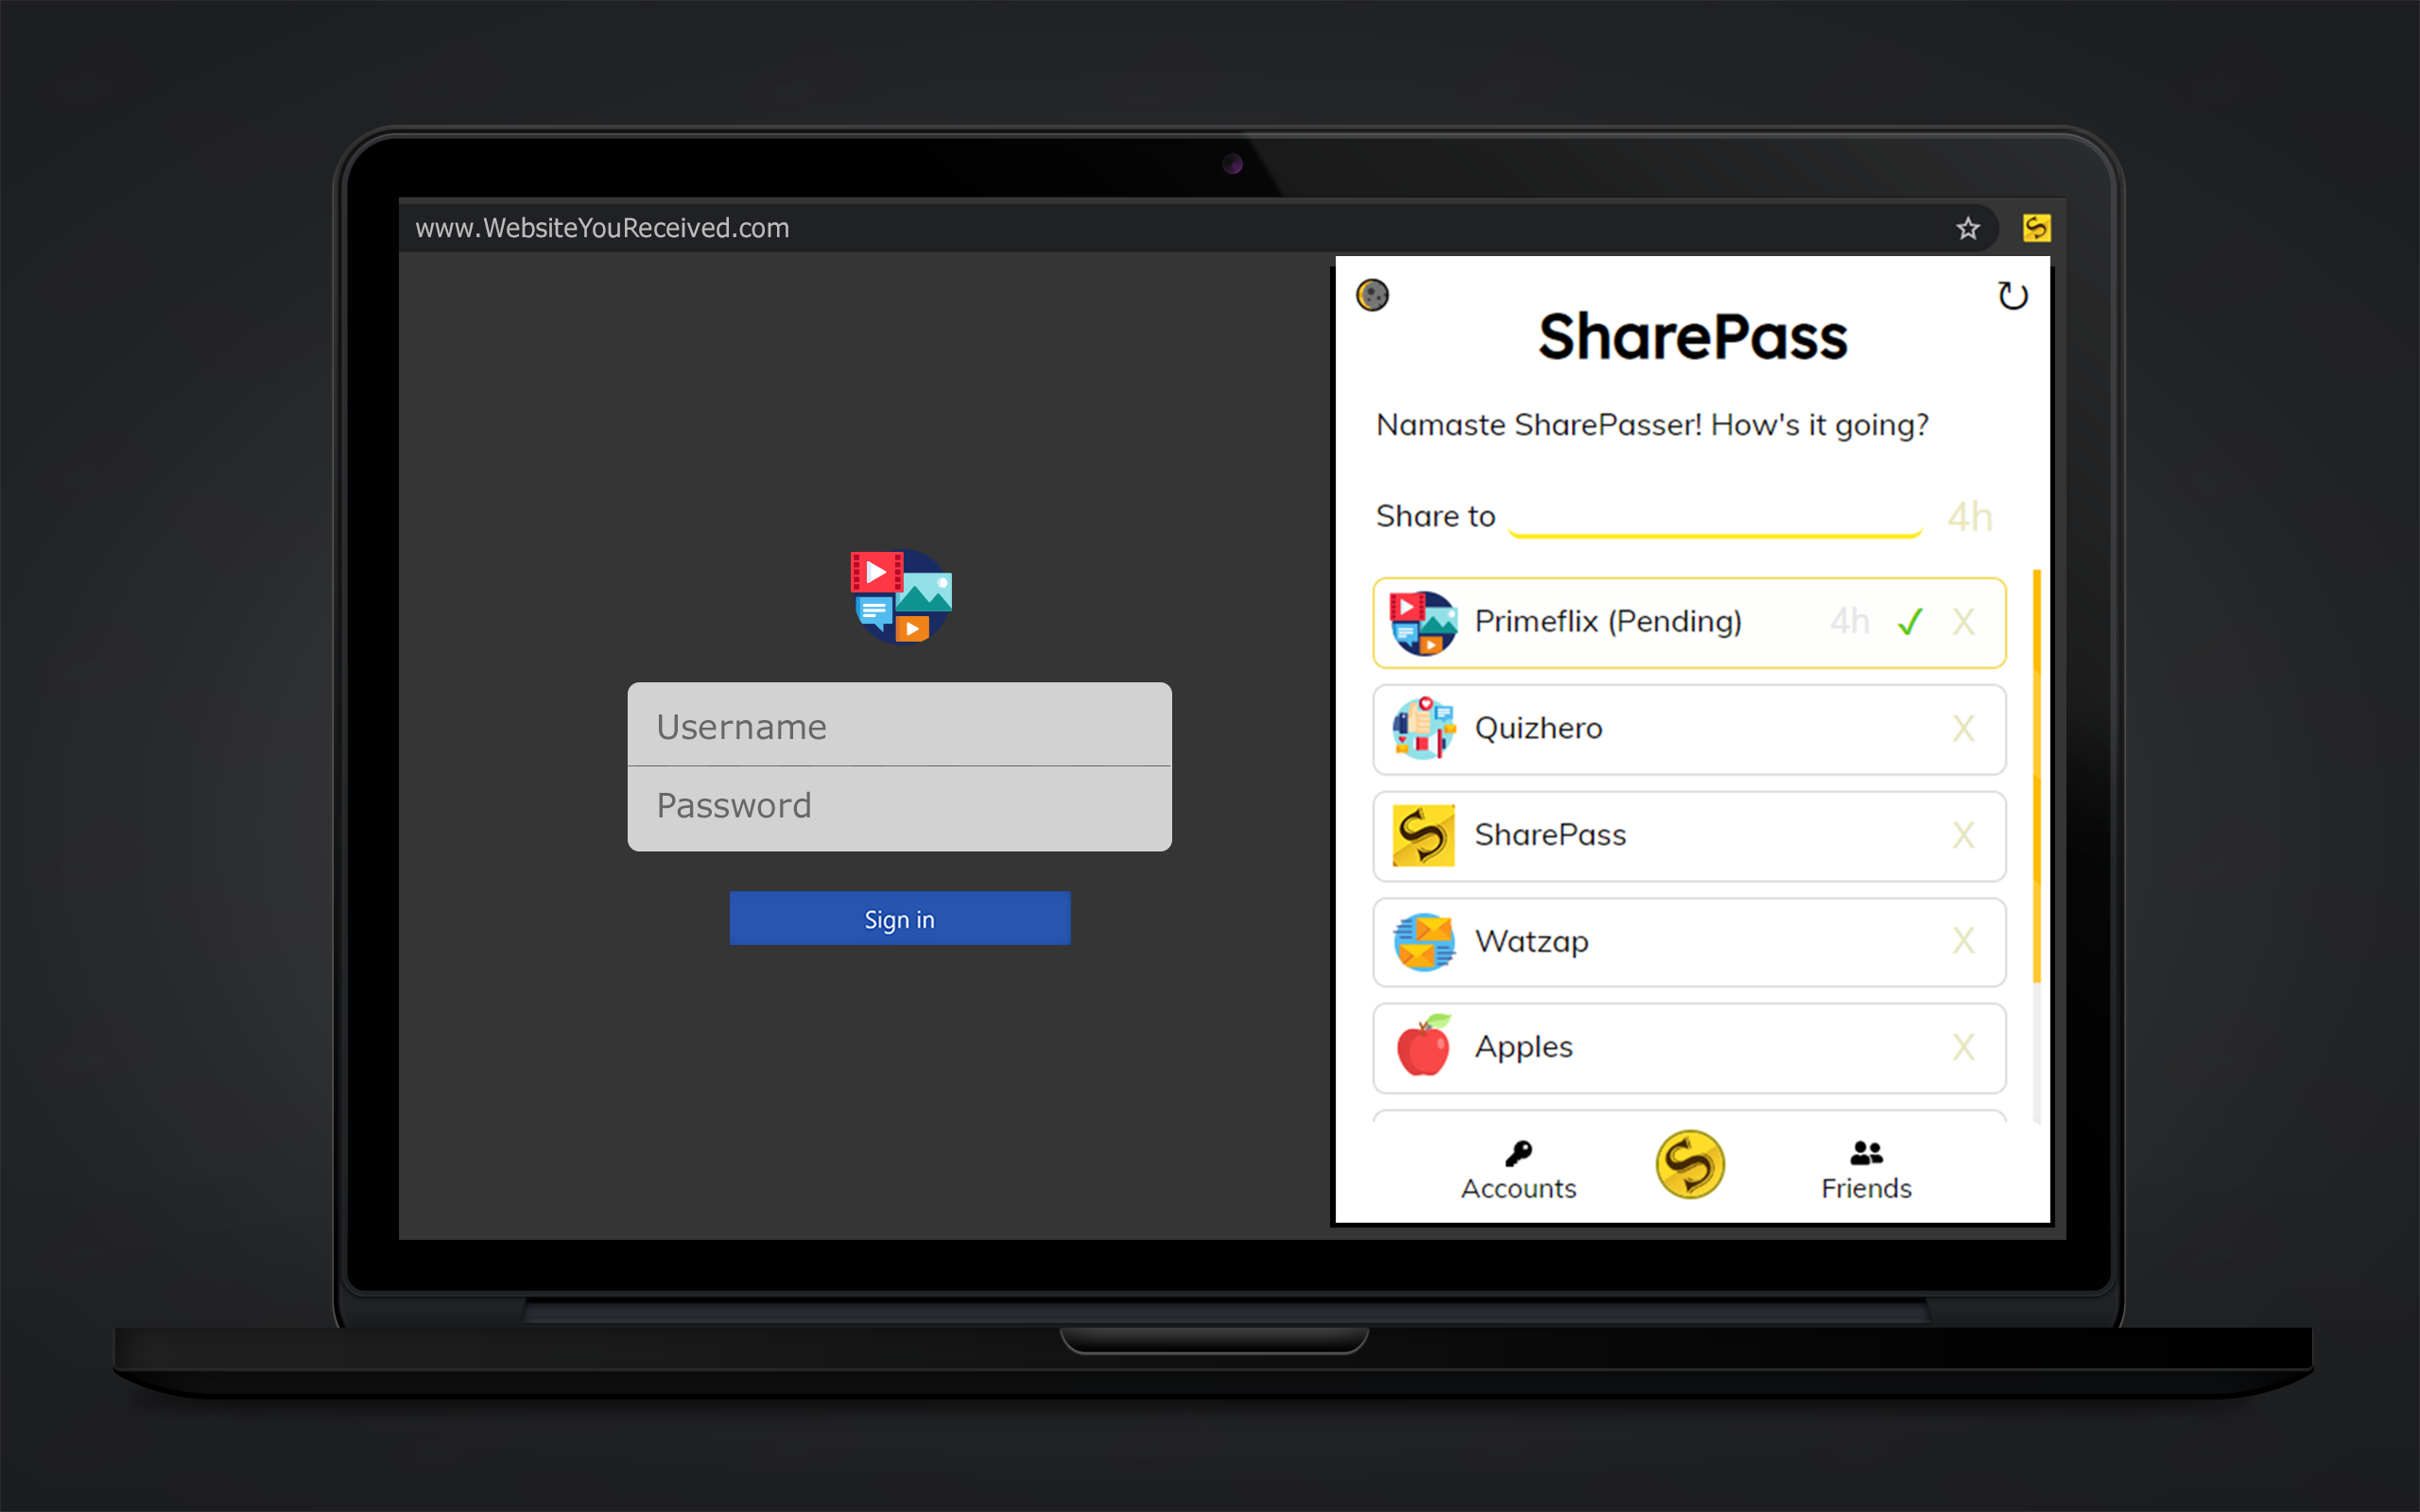 www.WebsiteYouReceived.com
Username
Password
Sign in
SharePass
Namaste SharePasser! How's it going?
Share to 4h
Primeflix (Pending) 4h ✓ X
Quizhero X
SharePass X
Watzap X
Apples X
Accounts
Friends